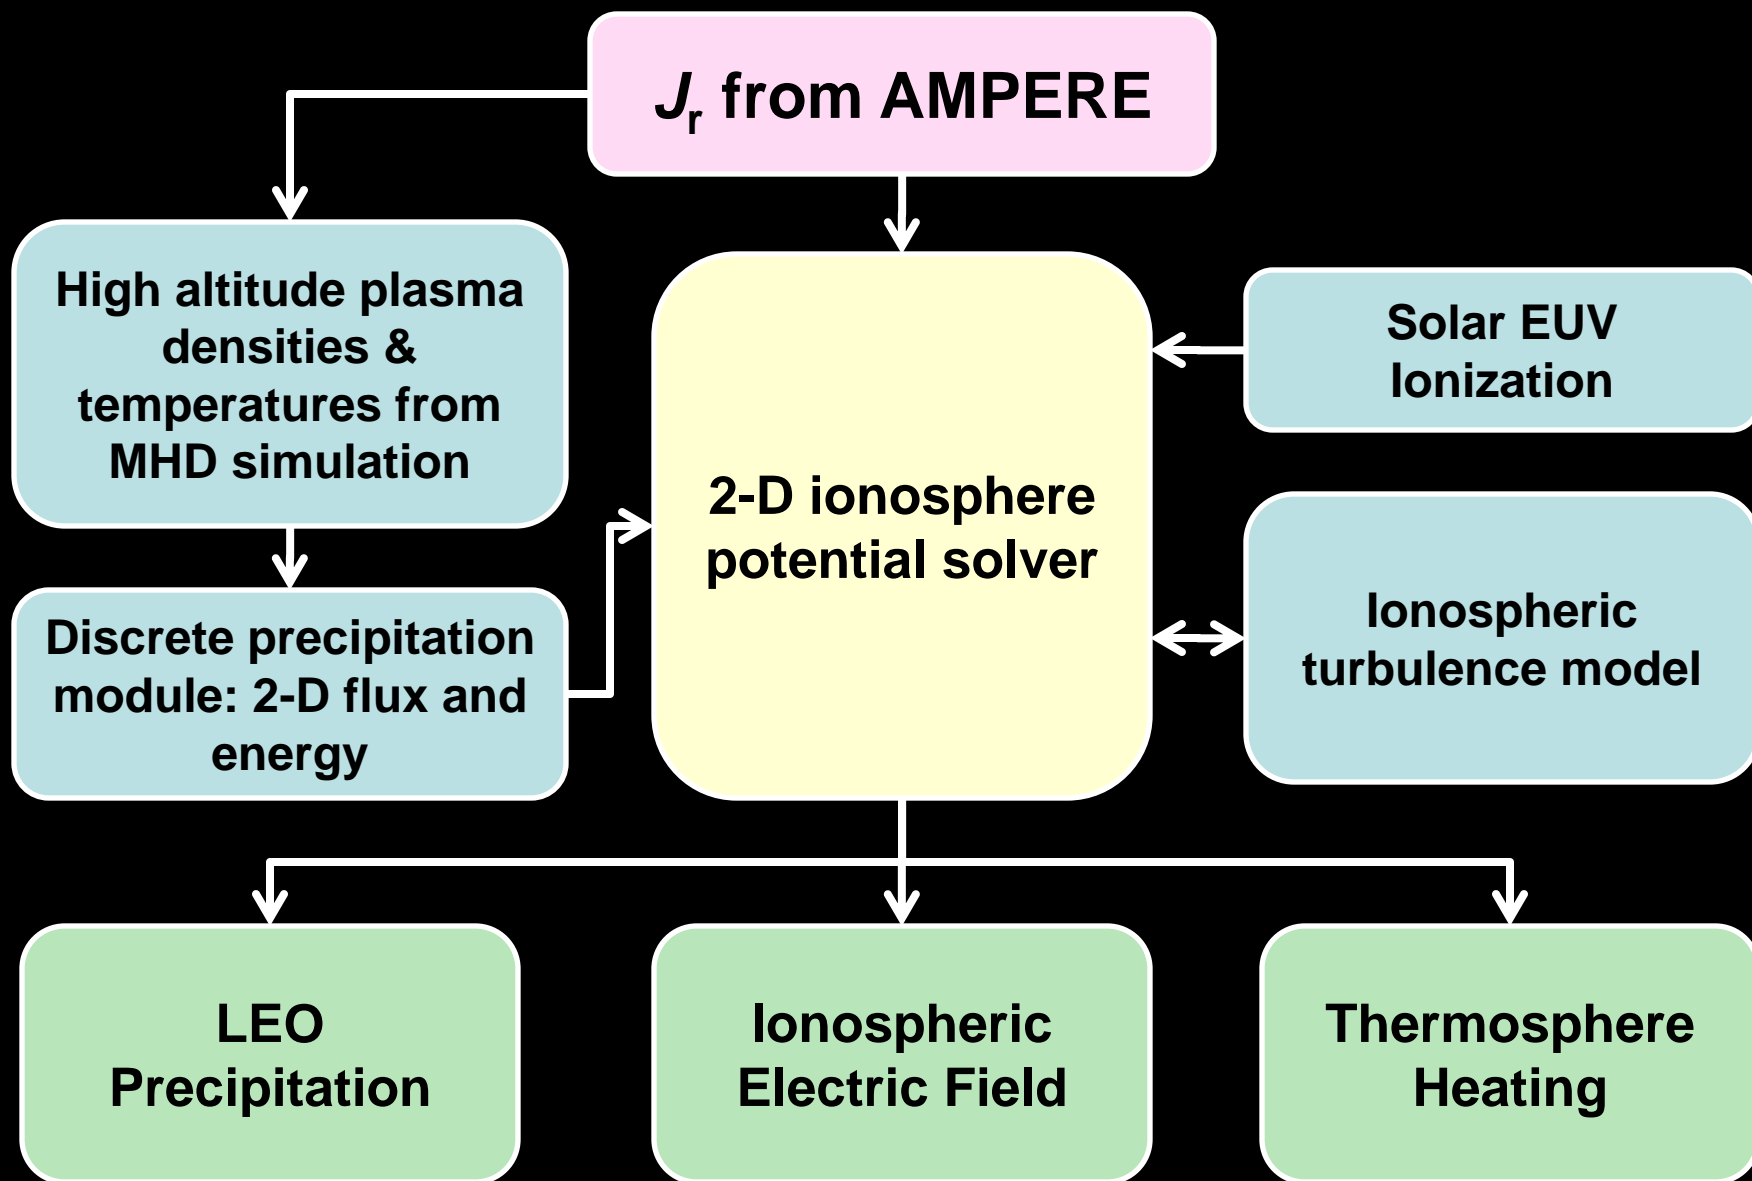 Jr from AMPERE
High altitude plasma
densities &
temperatures from
MHD simulation
Solar EUV
Ionization
2-D ionosphere
potential solver
Discrete precipitation
module: 2-D flux and
energy
Ionospheric
turbulence model
LEO
Precipitation
Ionospheric
Electric Field
Thermosphere
Heating